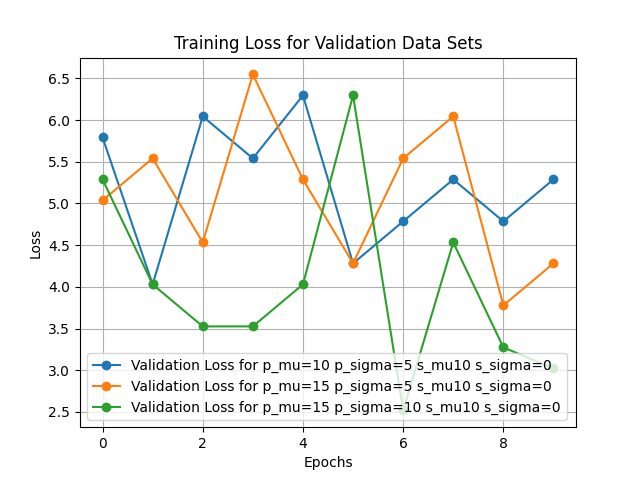 Training Loss for Validation Data Sets
Loss
6.5
6.0
5.5
5.0
4.5
4.0
3.5
3.0
2.5
Validation Loss for p_mu=10 p_sigma=5 s_mu10 s_sigma=0
Validation Loss for p_mu=15 p_sigma=5 s_mu10 s_sigma=0
Validation Loss for p_mu=15 p_sigma=10 s_mu10 s_sigma=0
0 2 4 6 8
Epochs